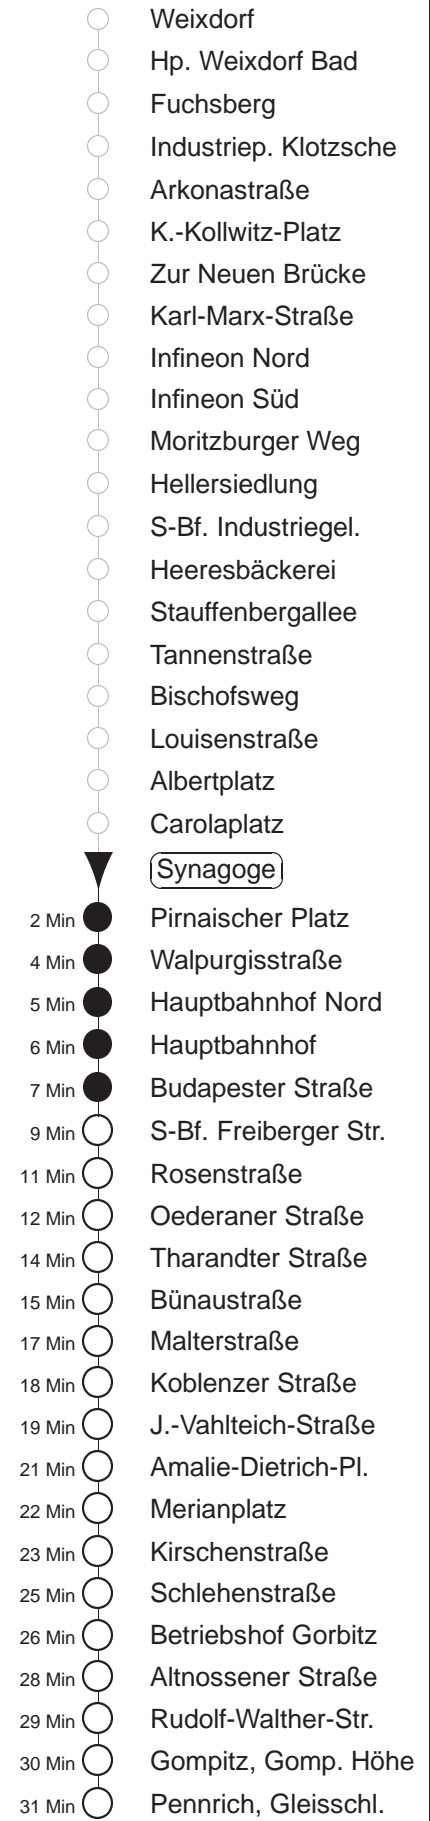 Weixdorf
Hp. Weixdorf Bad
Fuchsberg
Industriep. Klotzsche
Arkonastraße
K.-Kollwitz-Platz
Zur Neuen Brücke
Karl-Marx-Straße
Infineon Nord
Infineon Süd
Moritzburger Weg
Hellersiedlung
S-Bf. Industriegel.
Heeresbäckerei
Stauffenbergallee
Tannenstraße
Bischofsweg
Louisenstraße
Albertplatz
Carolaplatz
Synagoge
2 Min Pirnaischer Platz
4 Min Walpurgisstraße
5 Min Hauptbahnhof Nord
6 Min Hauptbahnhof
7 Min Budapester Straße
9 Min S-Bf. Freiberger Str.
11 Min Rosenstraße
12 Min Oederaner Straße
14 Min Tharandter Straße
15 Min Bünaustraße
17 Min Malterstraße
18 Min Koblenzer Straße
19 Min J.-Vahlteich-Straße
21 Min Amalie-Dietrich-Pl.
22 Min Merianplatz
23 Min Kirschenstraße
25 Min Schlehenstraße
26 Min Betriebshof Gorbitz
28 Min Altnossener Straße
29 Min Rudolf-Walther-Str.
30 Min Gompitz, Gomp. Höhe
31 Min Pennrich, Gleisschl.